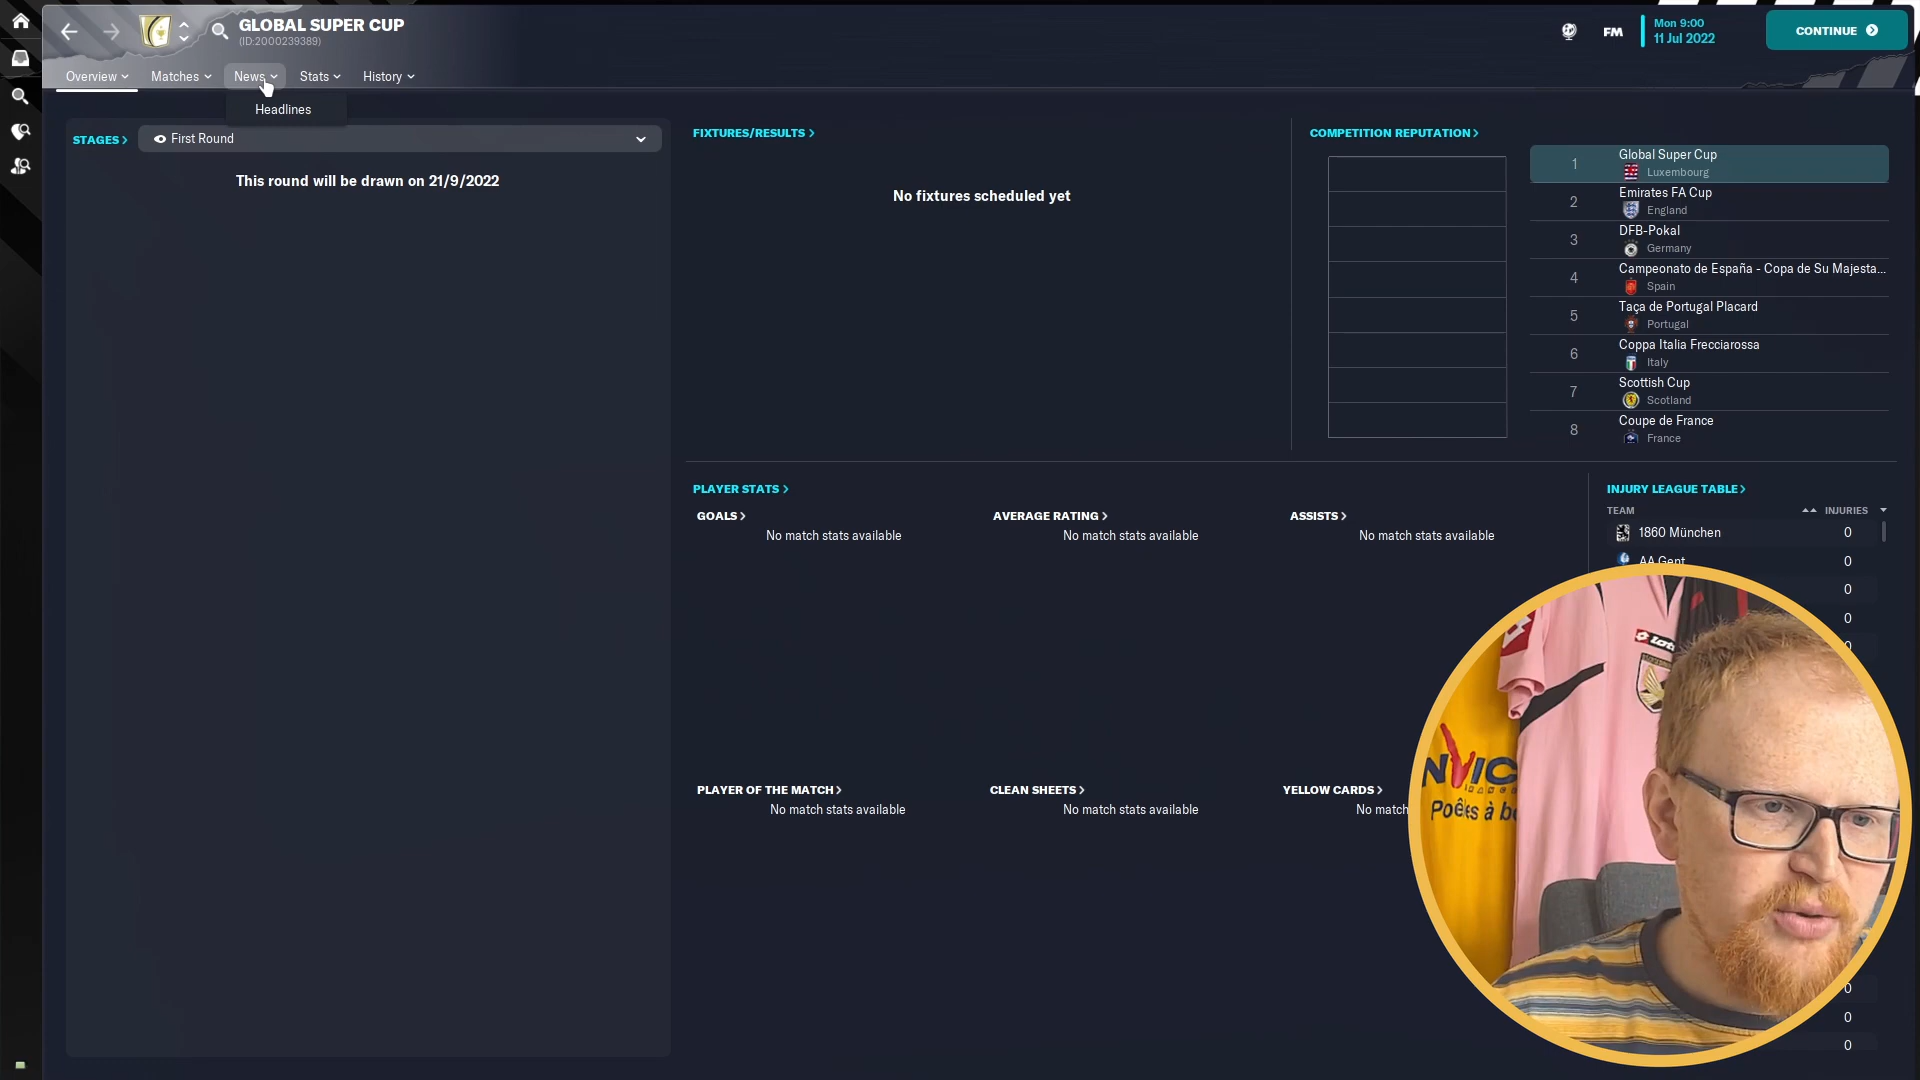 GLOBAL SUPER CUP
(ID:2000239389)
FM
Mon 9:00
11 Jul 2022
CONTINUE
Overview
Matches
News
Stats
History
Headlines
STAGES
First Round
This round will be drawn on 21/9/2022
FIXTURES/RESULTS
No fixtures scheduled yet
COMPETITION REPUTATION
1
Global Super Cup
Luxembourg
2
Emirates FA Cup
England
3
DFB-Pokal
Germany
4
Campeonato de España - Copa de Su Majesta...
Spain
5
Taça de Portugal Placard
Portugal
6
Coppa Italia Frecciarossa
Italy
7
Scottish Cup
Scotland
8
Coupe de France
France
PLAYER STATS
GOALS
No match stats available
AVERAGE RATING
No match stats available
ASSISTS
No match stats available
PLAYER OF THE MATCH
No match stats available
CLEAN SHEETS
No match stats available
YELLOW CARDS
No match
INJURY LEAGUE TABLE
TEAM INJURIES
1860 München 0
AA Gent 0
0
0
0
0
0
0
lotto
NVIC
Poêles à bo